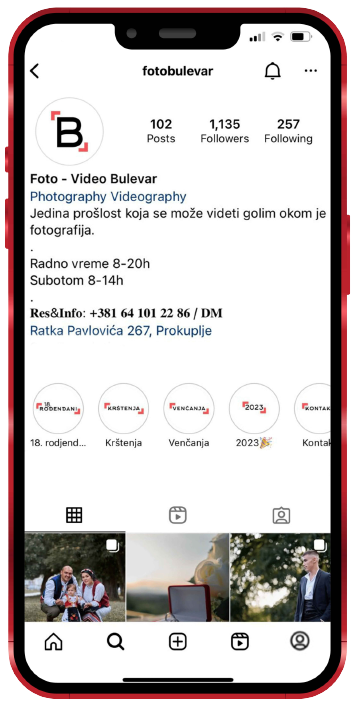 fotobulevar
B
102
1,135
257
Posts
Followers
Following
Foto - Video Bulevar
Photography Videography
Jedina prošlost koja se može videti golim okom je
fotografija.
.
Radno vreme 8-20h
Subotom 8-14h
.
Res&Info: +381 64 101 22 86 / DM
Ratka Pavlovića 267, Prokuplje
18.
ROĐENDANI
KRŠTENJA
VENČANJA
2023
KONTAK
18. rodjend...
Krštenja
Venčanja
2023🎉
Kontal